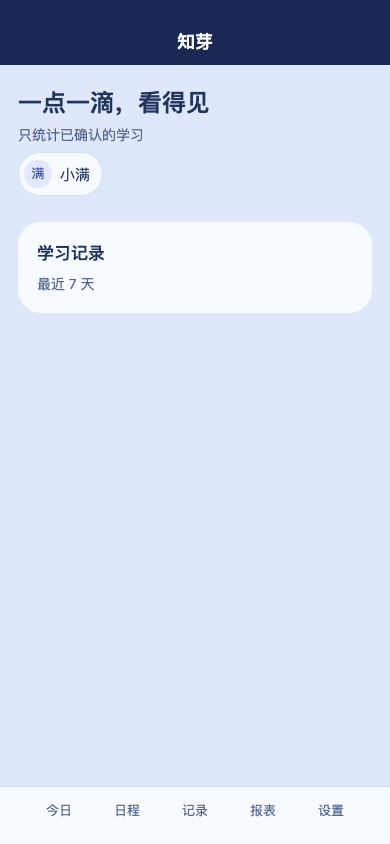 知芽
一点一滴，看得见
只统计已确认的学习
满 小满
学习记录
最近 7 天
今日 日程 记录 报表 设置